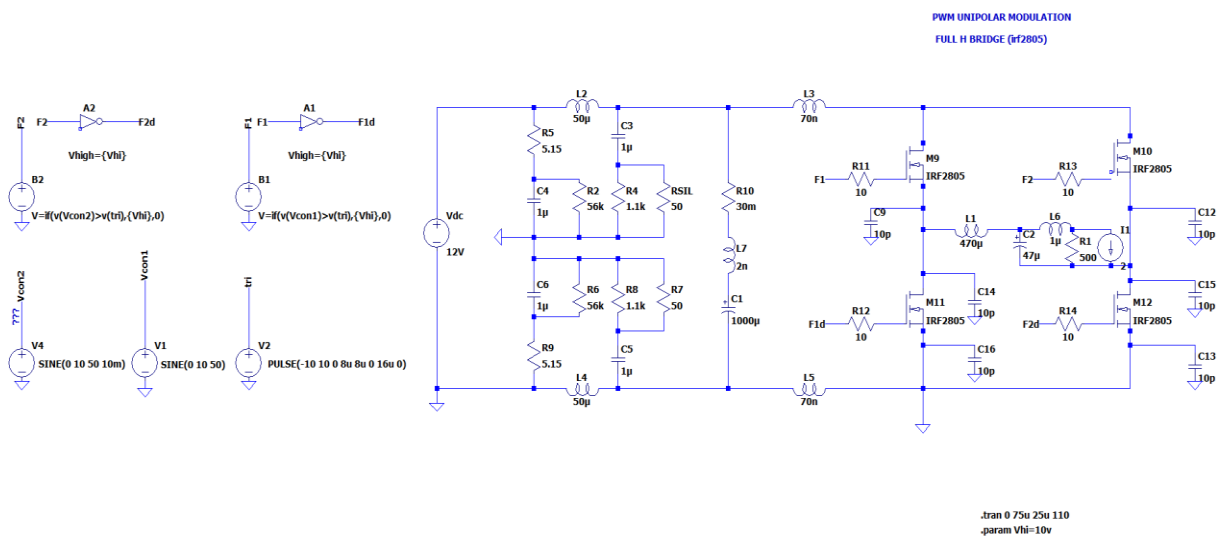 PWM UNIPOLAR MODULATION
FULL H BRIDGE (irf2805)
A2
F2
F2
F2d
Vhigh={Vhi}
B2
V=if(v(Vcon2)>v(tri),{Vhi},0)
A1
F1
F1
F1d
Vhigh={Vhi}
B1
V=if(v(Vcon1)>v(tri),{Vhi},0)
Vcon2
???
V4
SINE(0 10 50 10m)
Vcon1
V1
SINE(0 10 50)
tri
V2
PULSE(-10 10 0 8u 8u 0 16u 0)
Vdc
12V
L2
50µ
R5
5.15
C3
1µ
C4
1µ
R2
56k
R4
1.1k
RSIL
50
C6
1µ
R6
56k
R8
1.1k
R7
50
R9
5.15
C5
1µ
L4
50µ
R10
30m
L7
2n
C1
1000µ
L3
70n
L5
70n
F1
R11
10
M9
IRF2805
F2
R13
10
M10
IRF2805
C9
10p
L1
470µ
C2
47µ
L6
1µ
R1
500
I1
2
C12
10p
F1d
R12
10
M11
IRF2805
C14
10p
C16
10p
F2d
R14
10
M12
IRF2805
C15
10p
C13
10p
.tran 0 75u 25u 110
.param Vhi=10v